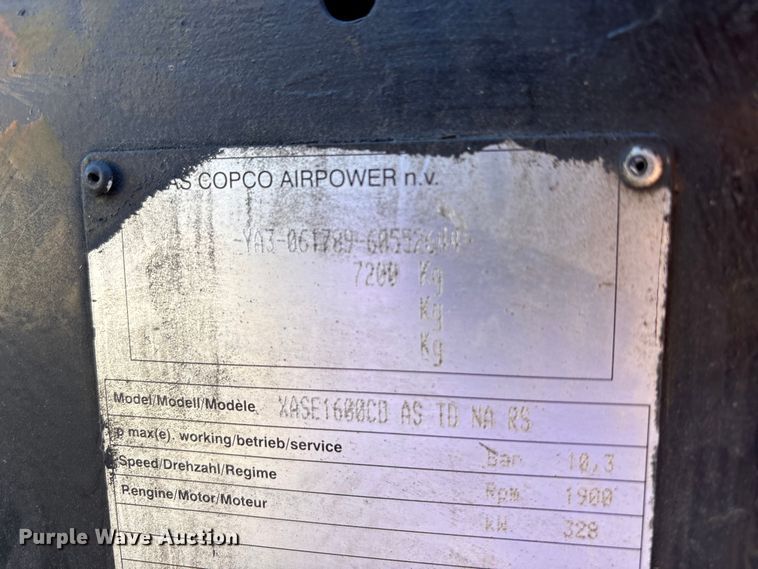 AS COPCO AIRPOWER n.v.
7200 Kg
Kg
Kg
Model/Modell/Modèle XASE1600CD AS TD NA RS
p max(e). working/betrieb/service Bar 10,3
Speed/Drehzahl/Regime Rpm 1900
P.engine/Motor/Moteur kW 328
Purple Wave Auction